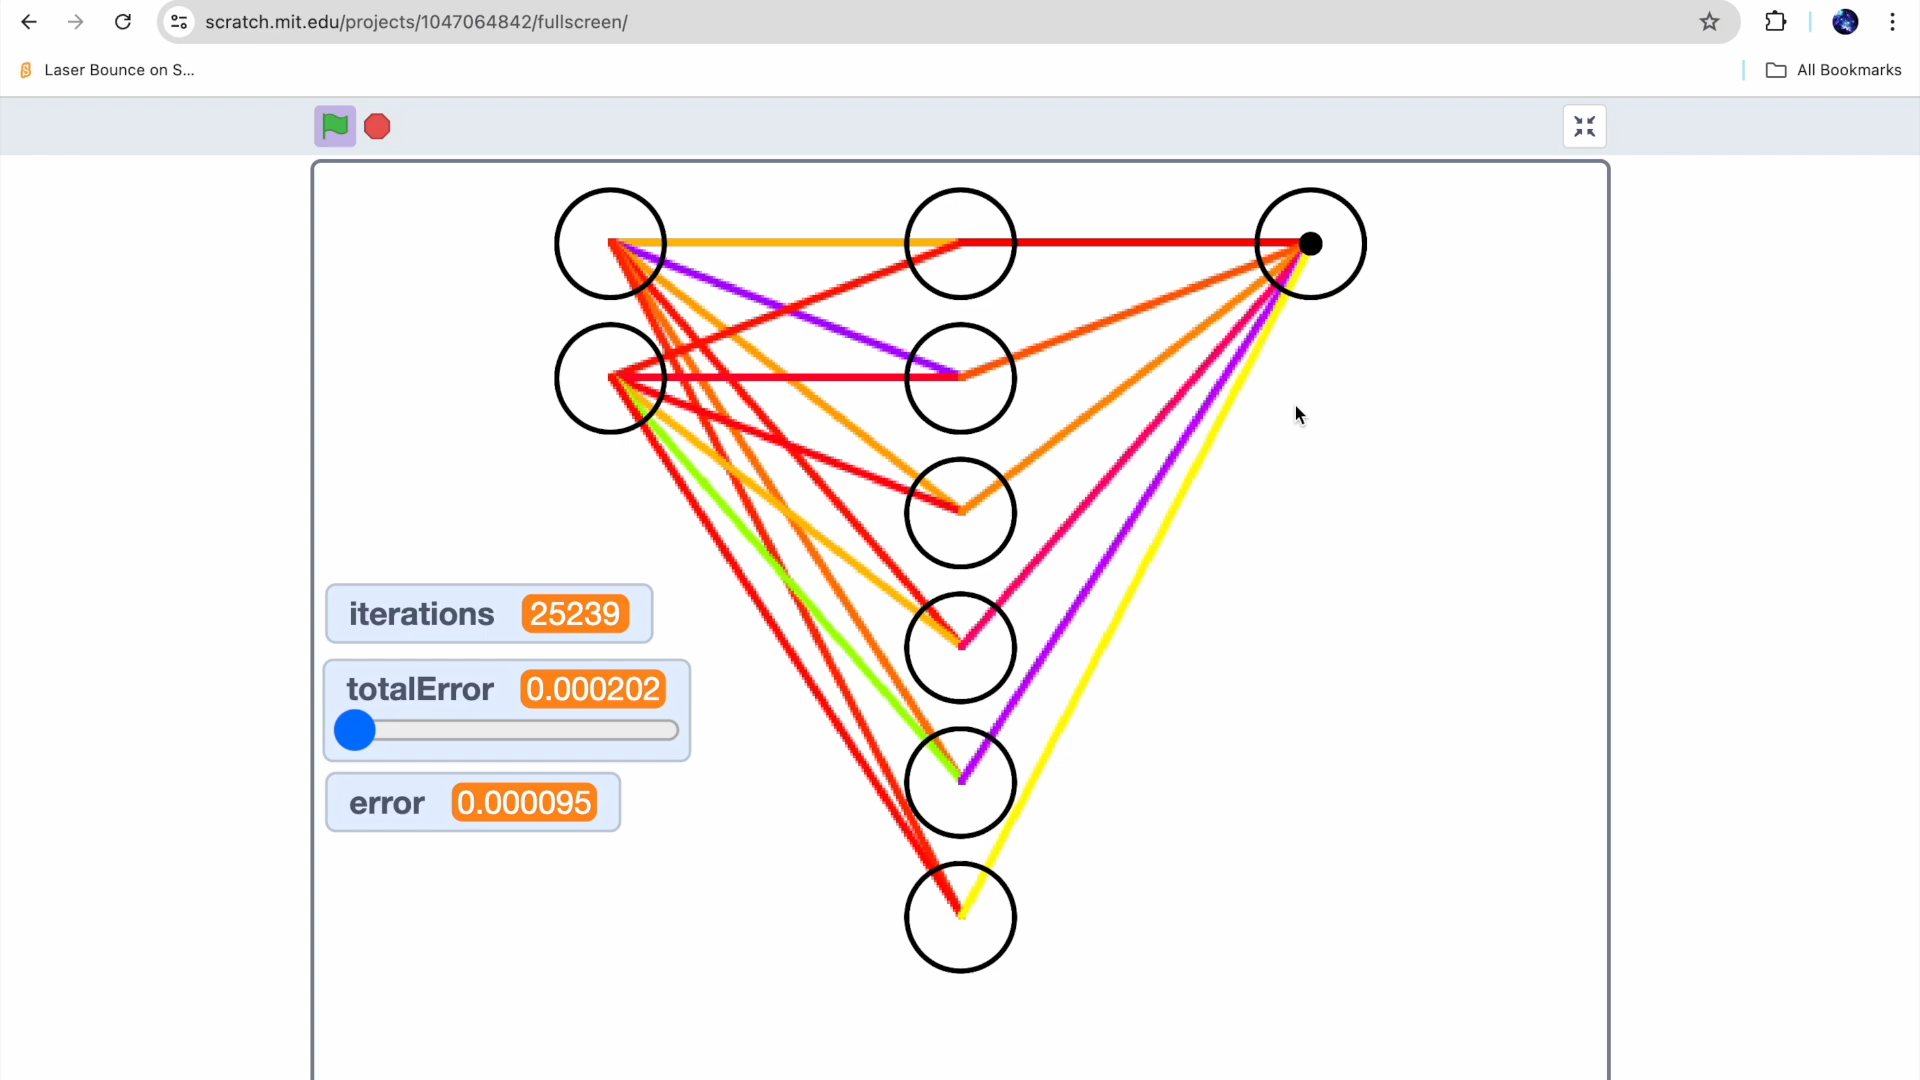 scratch.mit.edu/projects/1047064842/fullscreen/
Laser Bounce on S...
All Bookmarks
iterations 25239
totalError 0.000202
error 0.000095